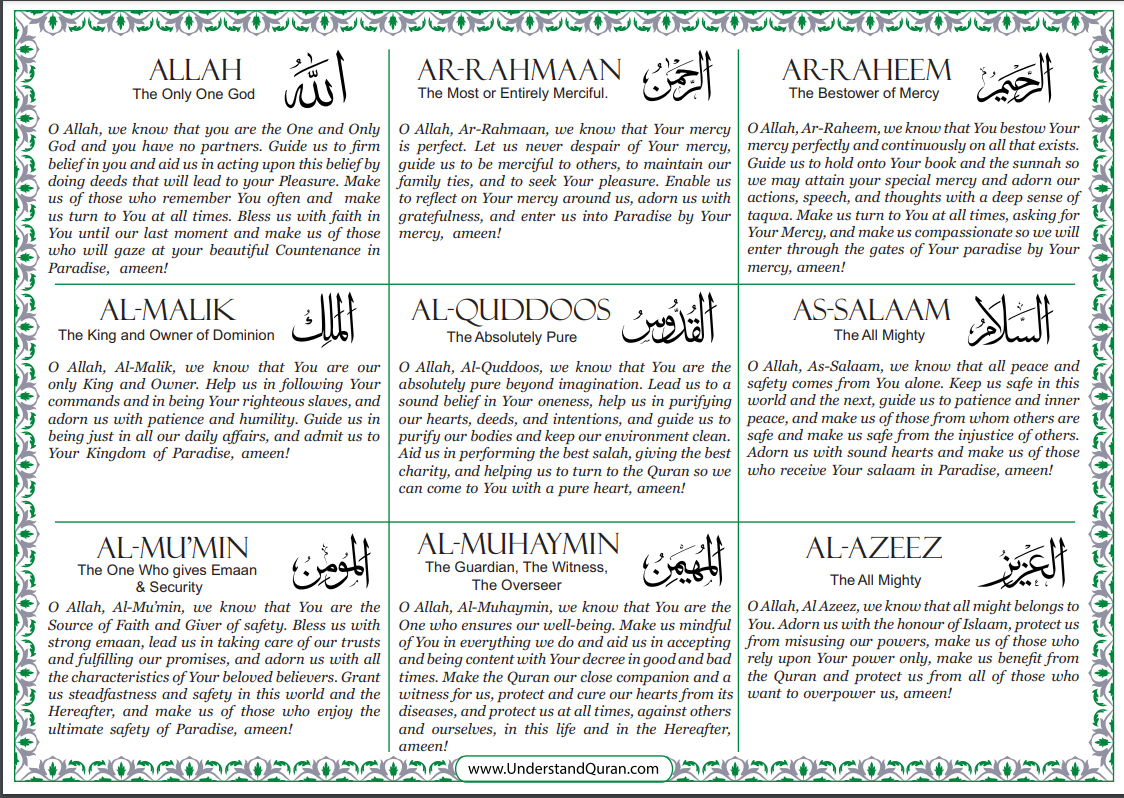 ALLAH
الله
The Only One God
O Allah, we know that you are the One and Only
God and you have no partners. Guide us to firm
belief in you and aid us in acting upon this belief by
doing deeds that will lead to your Pleasure. Make
us of those who remember You often and make
us turn to You at all times. Bless us with faith in
You until our last moment and make us of those
who will gaze at your beautiful Countenance in
Paradise, ameen!
AR-RAHMAAN
الرَّحْمٰنُ
The Most or Entirely Merciful.
O Allah, Ar-Rahmaan, we know that Your mercy
is perfect. Let us never despair of Your mercy,
guide us to be merciful to others, to maintain our
family ties, and to seek Your pleasure. Enable us
to reflect on Your mercy around us, adorn us with
gratefulness, and enter us into Paradise by Your
mercy, ameen!
AR-RAHEEM
الرَّحِيْمُ
The Bestower of Mercy
O Allah, Ar-Raheem, we know that You bestow Your
mercy perfectly and continuously on all that exists.
Guide us to hold onto Your book and the sunnah so
we may attain your special mercy and adorn our
actions, speech, and thoughts with a deep sense of
taqwa. Make us turn to You at all times, asking for
Your Mercy, and make us compassionate so we will
enter through the gates of Your paradise by Your
mercy, ameen!
AL-MALIK
المَلِكُ
The King and Owner of Dominion
O Allah, Al-Malik, we know that You are our
only King and Owner. Help us in following Your
commands and in being Your righteous slaves, and
adorn us with patience and humility. Guide us in
being just in all our daily affairs, and admit us to
Your Kingdom of Paradise, ameen!
AL-QUDDOOS
القُدُّوْسُ
The Absolutely Pure
O Allah, Al-Quddoos, we know that You are the
absolutely pure beyond imagination. Lead us to a
sound belief in Your oneness, help us in purifying
our hearts, deeds, and intentions, and guide us to
purify our bodies and keep our environment clean.
Aid us in performing the best salah, giving the best
charity, and helping us to turn to the Quran so we
can come to You with a pure heart, ameen!
AS-SALAAM
السَّلَامُ
The All Mighty
O Allah, As-Salaam, we know that all peace and
safety comes from You alone. Keep us safe in this
world and the next, guide us to patience and inner
peace, and make us of those from whom others are
safe and make us safe from the injustice of others.
Adorn us with sound hearts and make us of those
who receive Your salaam in Paradise, ameen!
AL-MU’MIN
المُؤْمِنُ
The One Who gives Emaan
& Security
O Allah, Al-Mu’min, we know that You are the
Source of Faith and Giver of safety. Bless us with
strong emaan, lead us in taking care of our trusts
and fulfilling our promises, and adorn us with all
the characteristics of Your beloved believers. Grant
us steadfastness and safety in this world and the
Hereafter, and make us of those who enjoy the
ultimate safety of Paradise, ameen!
AL-MUHAYMIN
المُهَيْمِنُ
The Guardian, The Witness,
The Overseer
O Allah, Al-Muhaymin, we know that You are the
One who ensures our well-being. Make us mindful
of You in everything we do and aid us in accepting
and being content with Your decree in good and bad
times. Make the Quran our close companion and a
witness for us, protect and cure our hearts from its
diseases, and protect us at all times, against others
and ourselves, in this life and in the Hereafter,
ameen!
AL-AZEEZ
العَزِيْزُ
The All Mighty
O Allah, Al Azeez, we know that all might belongs to
You. Adorn us with the honour of Islaam, protect us
from misusing our powers, make us of those who
rely upon Your power only, make us benefit from
the Quran and protect us from all of those who
want to overpower us, ameen!
www.UnderstandQuran.com